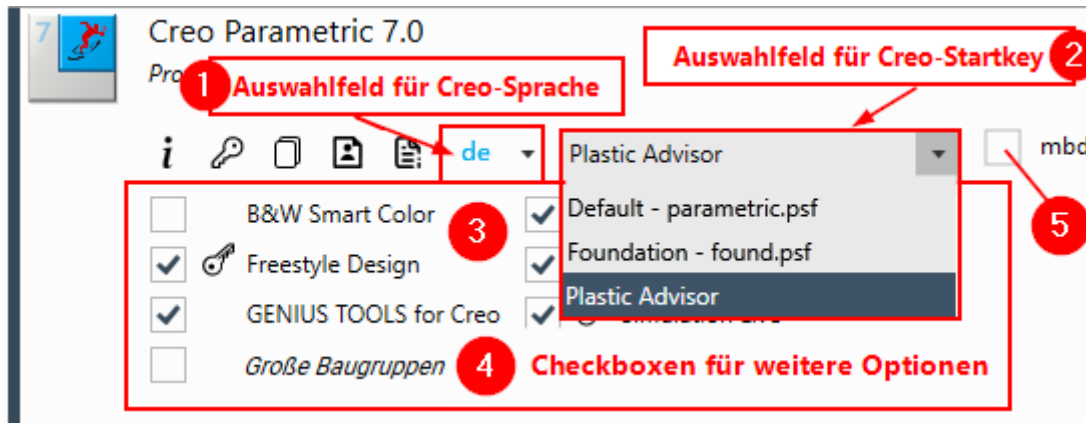 7
Creo Parametric 7.0
Pro
1 Auswahlfeld für Creo-Sprache
Auswahlfeld für Creo-Startkey 2
de
Plastic Advisor
mbd
B&W Smart Color
3
Default - parametric.psf
5
Freestyle Design
Foundation - found.psf
GENIUS TOOLS for Creo
Plastic Advisor
Große Baugruppen
4 Checkboxen für weitere Optionen